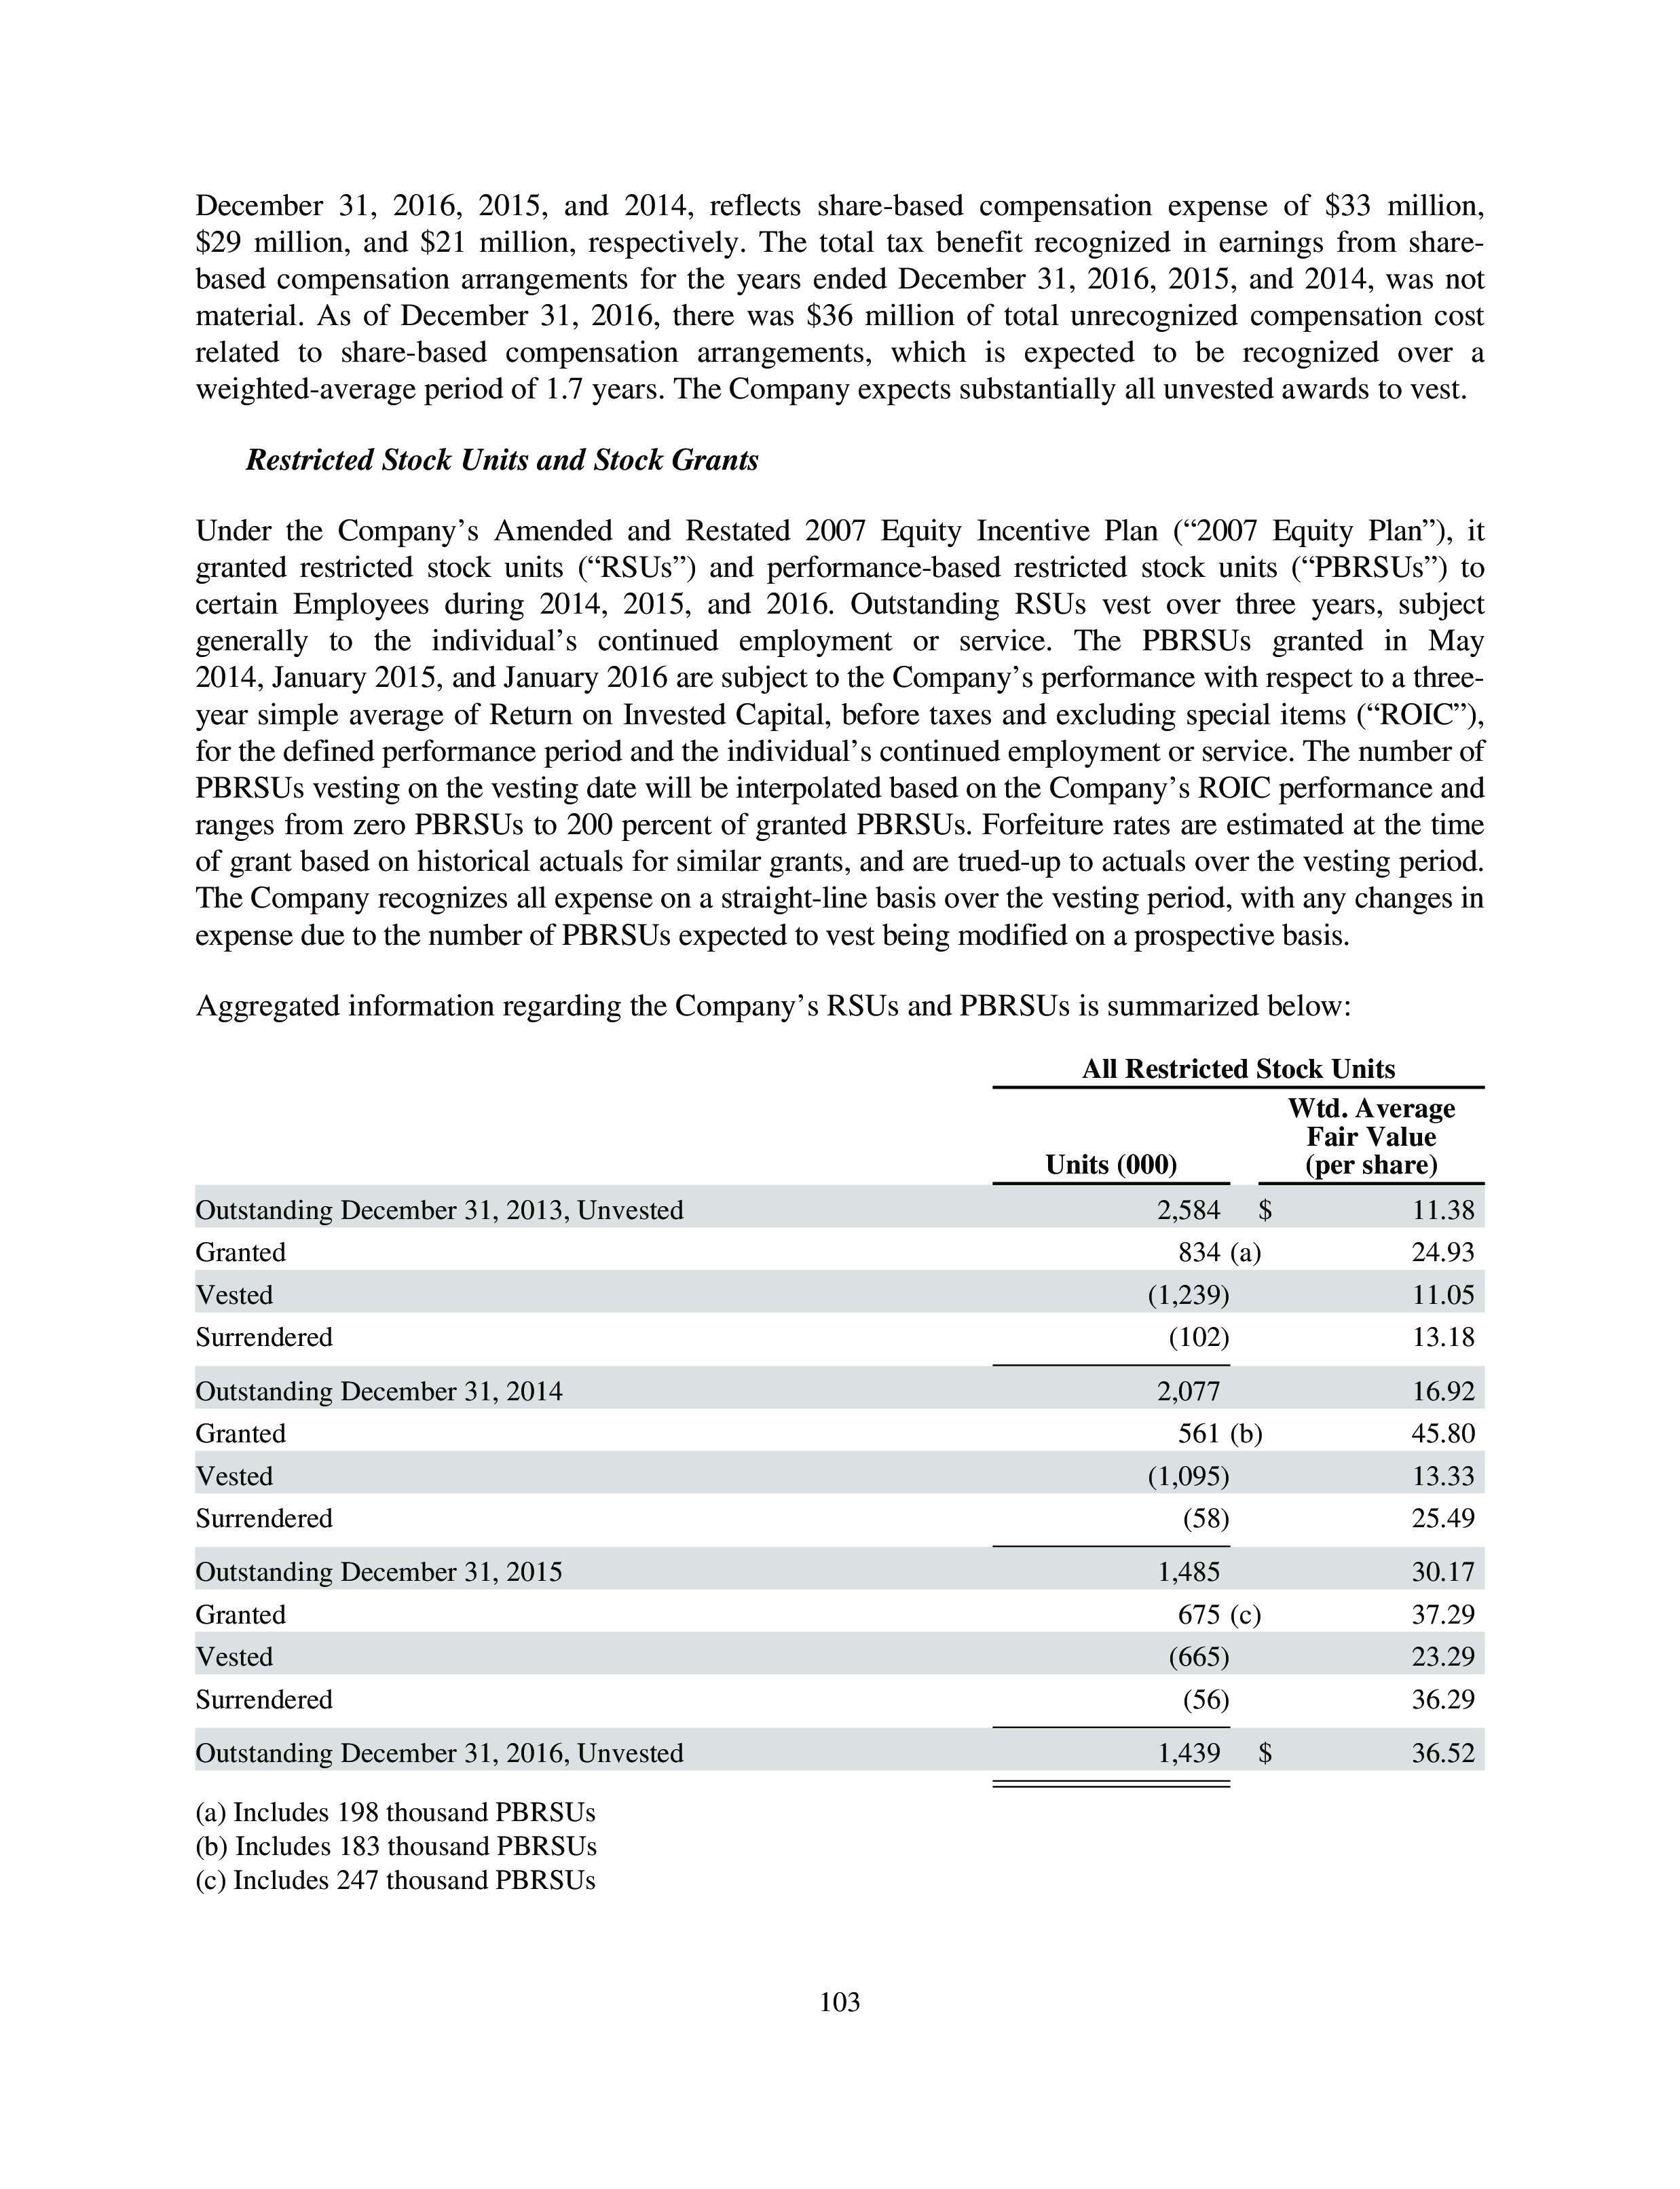 December 31, 2016, 2015, and 2014, reflects share-based compensation expense of $33 million,
$29 million, and $21 million, respectively. The total tax benefit recognized in earnings from share-
based compensation arrangements for the years ended December 31, 2016, 2015, and 2014, was not
material. As of December 31, 2016, there was $36 million of total unrecognized compensation cost
related to share-based compensation arrangements, which is expected to be recognized over a
weighted-average period of 1.7 years. The Company expects substantially all unvested awards to vest.
Restricted Stock Units and Stock Grants
Under the Company’s Amended and Restated 2007 Equity Incentive Plan (“2007 Equity Plan”), it
granted restricted stock units (“RSUs”) and performance-based restricted stock units (“PBRSUs”) to
certain Employees during 2014, 2015, and 2016. Outstanding RSUs vest over three years, subject
generally to the individual’s continued employment or service. The PBRSUs granted in May
2014, January 2015, and January 2016 are subject to the Company’s performance with respect to a three-
year simple average of Return on Invested Capital, before taxes and excluding special items (“ROIC”),
for the defined performance period and the individual’s continued employment or service. The number of
PBRSUs vesting on the vesting date will be interpolated based on the Company’s ROIC performance and
ranges from zero PBRSUs to 200 percent of granted PBRSUs. Forfeiture rates are estimated at the time
of grant based on historical actuals for similar grants, and are trued-up to actuals over the vesting period.
The Company recognizes all expense on a straight-line basis over the vesting period, with any changes in
expense due to the number of PBRSUs expected to vest being modified on a prospective basis.
Aggregated information regarding the Company’s RSUs and PBRSUs is summarized below:
All Restricted Stock Units
Wtd. Average
Fair Value
Units (000) (per share)
Outstanding December 31, 2013, Unvested 2,584 $ 11.38
Granted 834 (a) 24.93
Vested (1,239) 11.05
Surrendered (102) 13.18
Outstanding December 31, 2014 2,077 16.92
Granted 561 (b) 45.80
Vested (1,095) 13.33
Surrendered (58) 25.49
Outstanding December 31, 2015 1,485 30.17
Granted 675 (c) 37.29
Vested (665) 23.29
Surrendered (56) 36.29
Outstanding December 31, 2016, Unvested 1,439 $ 36.52
(a) Includes 198 thousand PBRSUs
(b) Includes 183 thousand PBRSUs
(c) Includes 247 thousand PBRSUs
103